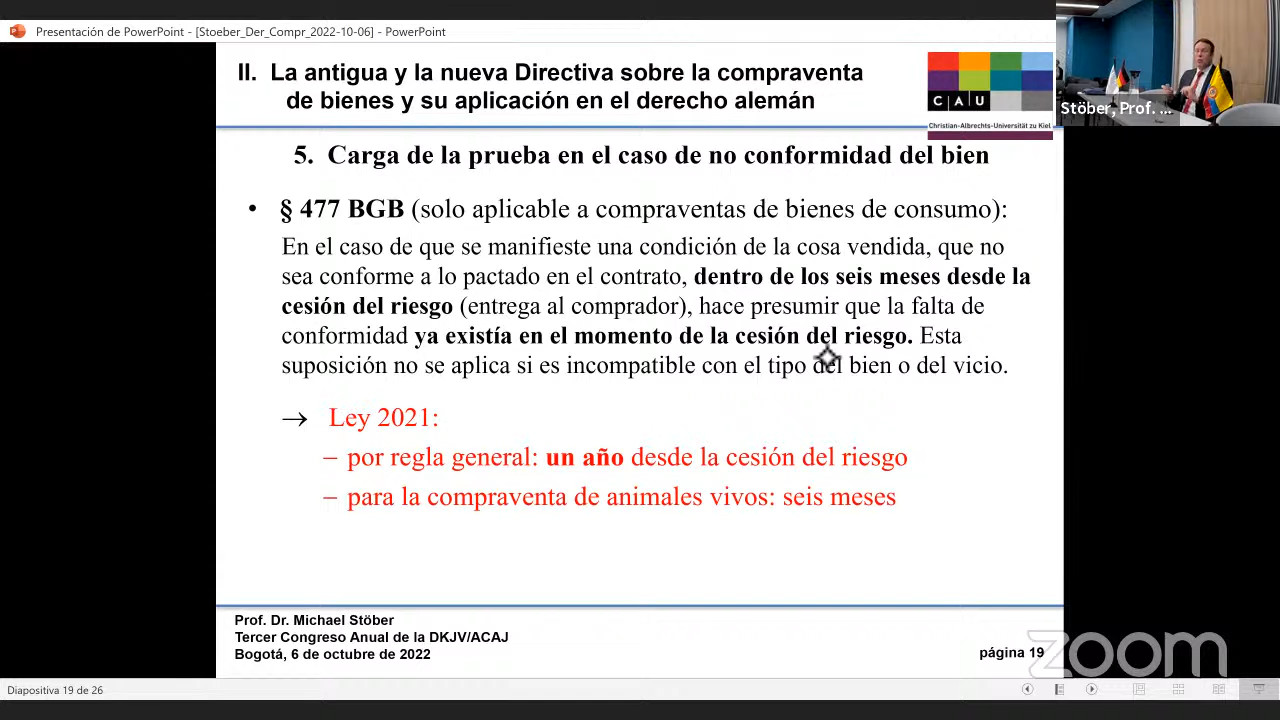 Presentación de PowerPoint - [Stoeber_Der_Compr_2022-10-06] - PowerPoint
II. La antigua y la nueva Directiva sobre la compraventa
de bienes y su aplicación en el derecho alemán
C A U
Christian-Albrechts-Universität zu Kiel
Stöber, Prof. ...
5. Carga de la prueba en el caso de no conformidad del bien
• § 477 BGB (solo aplicable a compraventas de bienes de consumo):
En el caso de que se manifieste una condición de la cosa vendida, que no
sea conforme a lo pactado en el contrato, dentro de los seis meses desde la
cesión del riesgo (entrega al comprador), hace presumir que la falta de
conformidad ya existía en el momento de la cesión del riesgo. Esta
suposición no se aplica si es incompatible con el tipo del bien o del vicio.
→ Ley 2021:
– por regla general: un año desde la cesión del riesgo
– para la compraventa de animales vivos: seis meses
Prof. Dr. Michael Stöber
Tercer Congreso Anual de la DKJV/ACAJ
Bogotá, 6 de octubre de 2022
página 19
zoom
Diapositiva 19 de 26